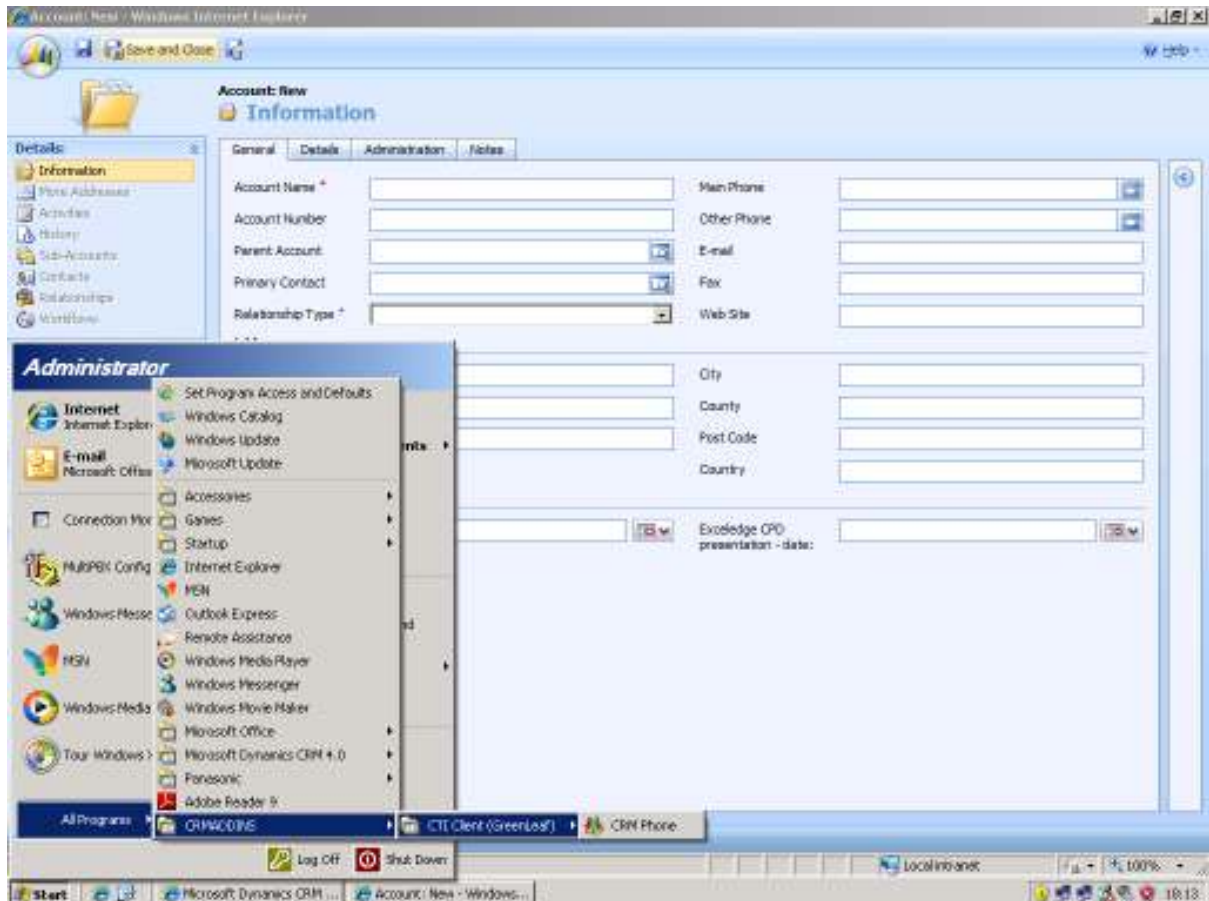 Account: New - Windows Internet Explorer
Save and Close
Help
Account: New
Information
Details:
Information
More Addresses
Activities
History
Sub-Accounts
Contacts
Relationships
Workflows
General Details Administration Notes
Account Name *
Main Phone
Account Number
Other Phone
Parent Account
E-mail
Primary Contact
Fax
Relationship Type *
Web Site
City
County
Post Code
Country
Exceledge CPD
presentation - date:
Administrator
Internet
Internet Explor
E-mail
Microsoft Offic
Connection Mor
MultiPBX Config
Windows Messe
MSN
Windows Media
Tour Windows
All Programs
Set Program Access and Defaults
Windows Catalog
Windows Update
Microsoft Update
Accessories
Games
Startup
Internet Explorer
MSN
Outlook Express
Remote Assistance
Windows Media Player
Windows Messenger
Windows Movie Maker
Microsoft Office
Microsoft Dynamics CRM 4.0
Panasonic
Adobe Reader 9
CRMADDINS
CTI Client (GreenLeaf)
CRM Phone
ents
nd
Log Off Shut Down
Local intranet
100%
Start
Microsoft Dynamics CRM ...
Account: New - Windows...
18:13